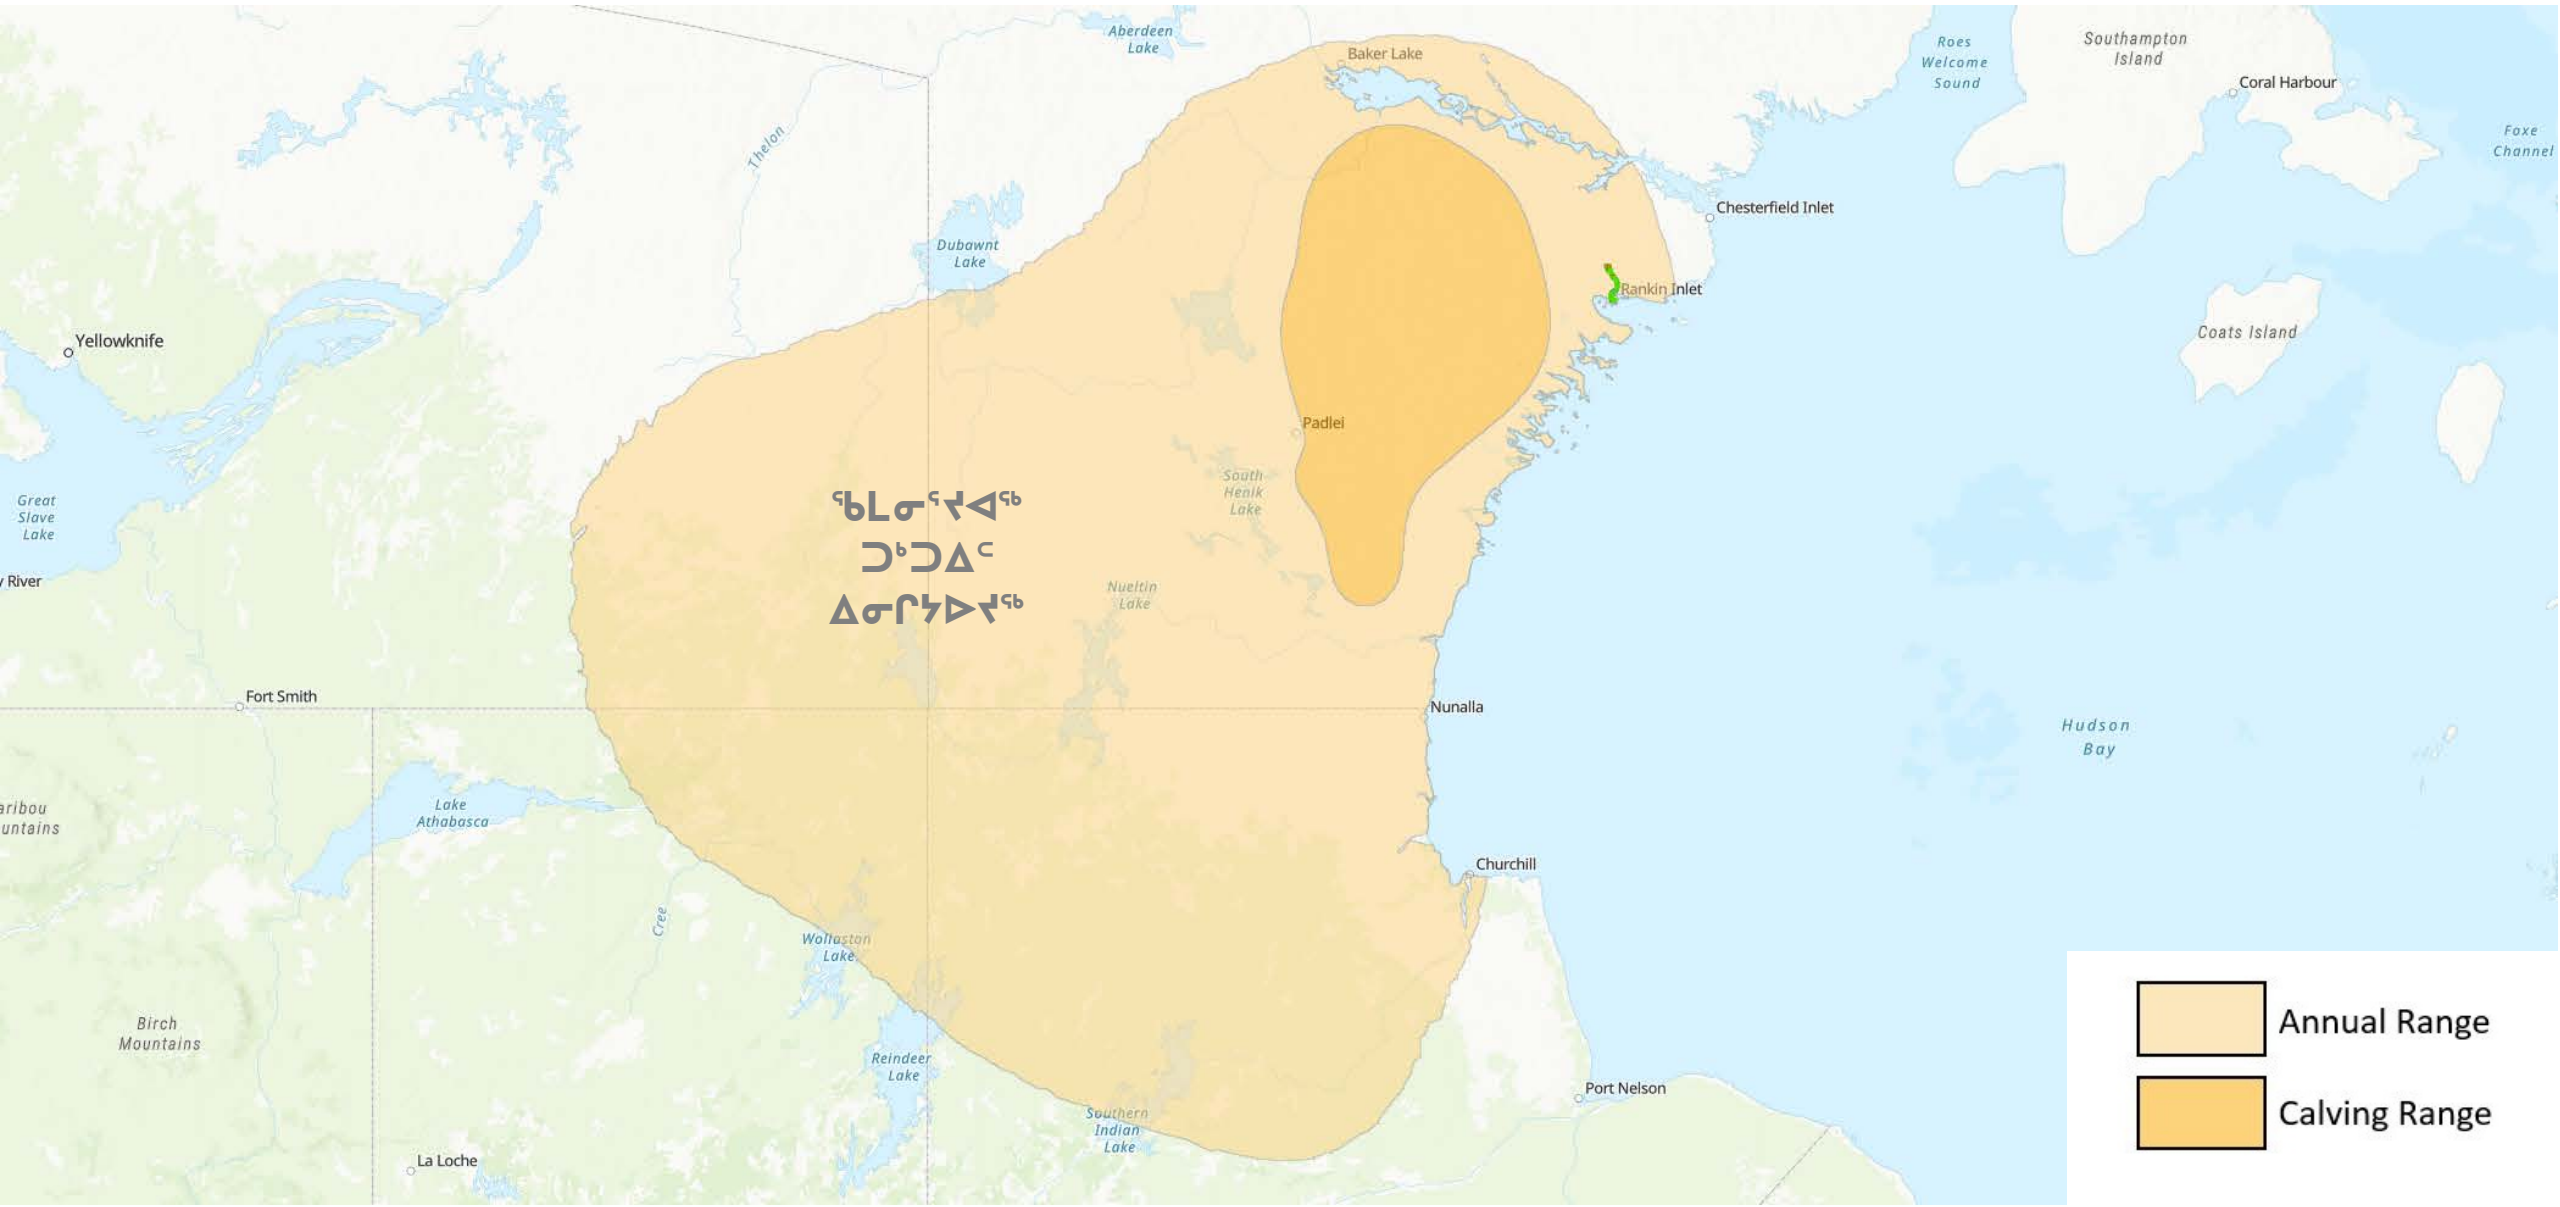 Aberdeen
Lake
Baker Lake
Roes
Welcome
Sound
Southampton
Island
Coral Harbour
Foxe
Channel
Thelon
Chesterfield Inlet
Dubawnt
Lake
Rankin Inlet
Yellowknife
Coats Island
Padlei
South
Henik
Lake
Great
Slave
Lake
ᖃᒪᓂᕐᔪᐊᖅ
ᑐᒃᑐᐃᑦ
ᐃᓂᒋᔭᐅᔪᖅ
River
Nueltin
Lake
Fort Smith
Nunalla
Hudson
Bay
Lake
Athabasca
aribou
untains
Churchill
Cree
Wollaston
Lake
Birch
Mountains
Reindeer
Lake
Port Nelson
Southern
Indian
Lake
La Loche
Annual Range
Calving Range